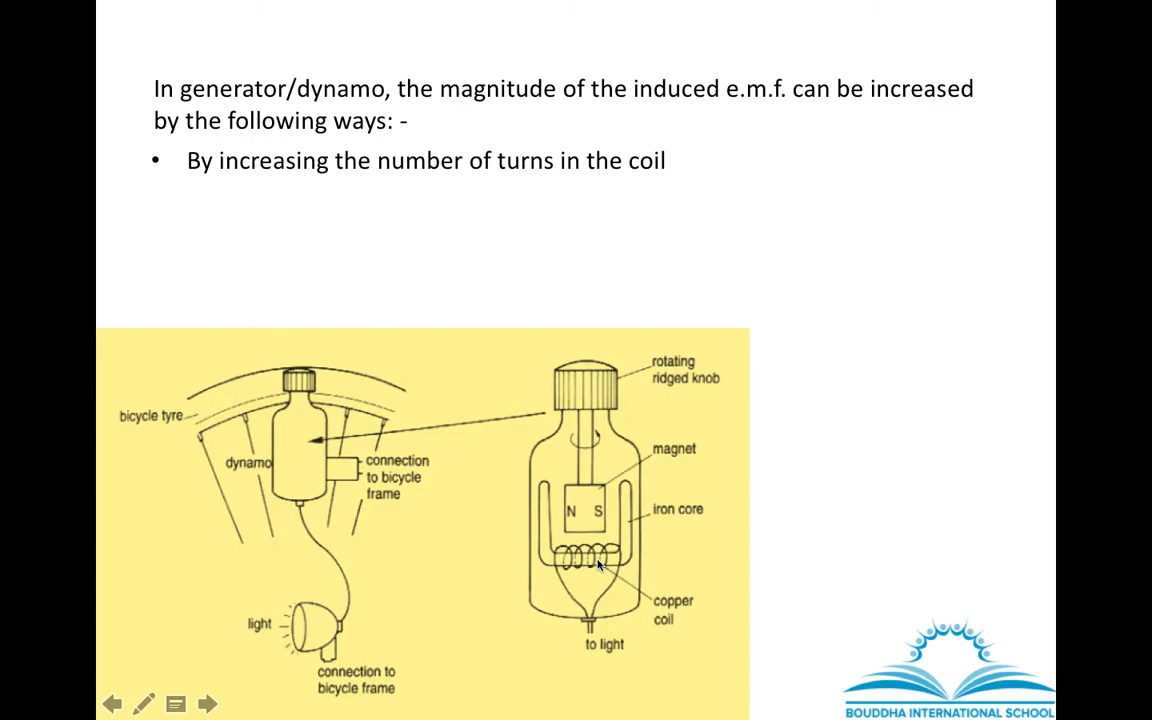 In generator/dynamo, the magnitude of the induced e.m.f. can be increased
by the following ways: -
• By increasing the number of turns in the coil
rotating
ridged knob
bicycle tyre
magnet
dynamo
connection
to bicycle
frame
N S
iron core
copper
coil
light
to light
connection to
bicycle frame
BOUDDHA INTERNATIONAL SCHOOL